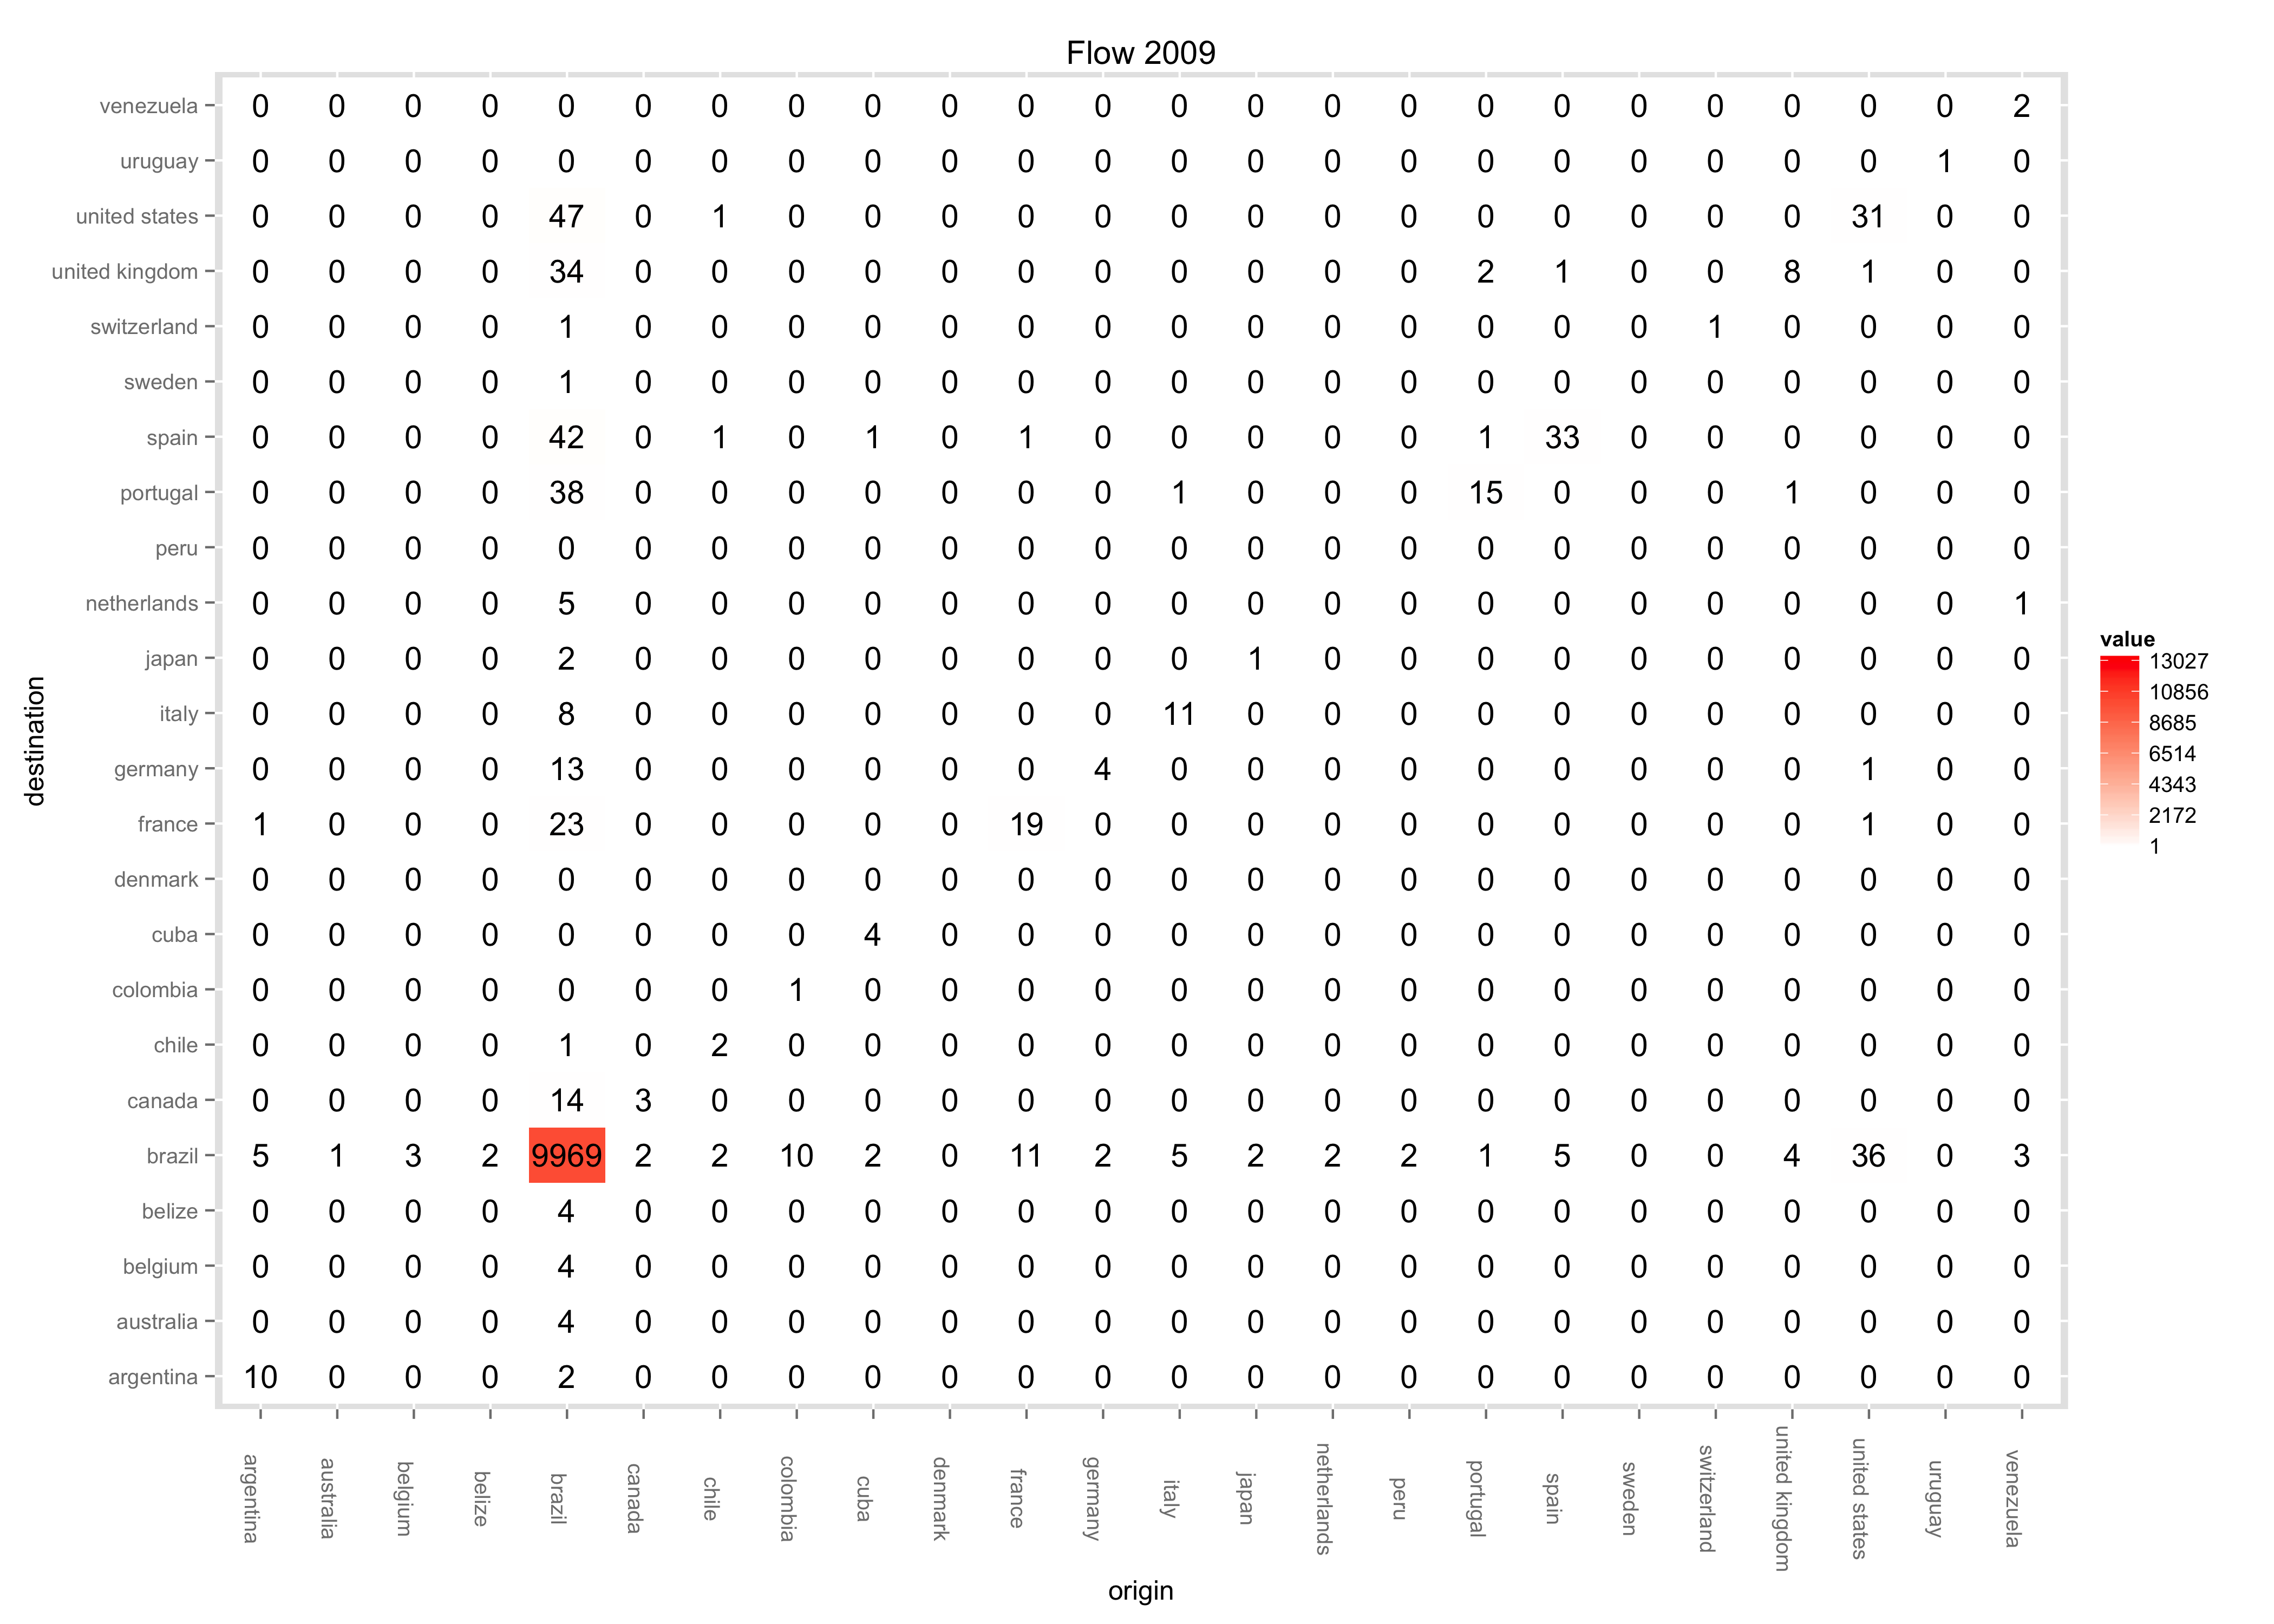 Flow 2009
venezuela 0 0 0 0 0 0 0 0 0 0 0 0 0 0 0 0 0 0 0 0 0 0 0 2
uruguay 0 0 0 0 0 0 0 0 0 0 0 0 0 0 0 0 0 0 0 0 0 0 1 0
united states 0 0 0 0 47 0 1 0 0 0 0 0 0 0 0 0 0 0 0 0 0 31 0 0
united kingdom 0 0 0 0 34 0 0 0 0 0 0 0 0 0 0 0 2 1 0 0 8 1 0 0
switzerland 0 0 0 0 1 0 0 0 0 0 0 0 0 0 0 0 0 0 0 1 0 0 0 0
sweden 0 0 0 0 1 0 0 0 0 0 0 0 0 0 0 0 0 0 0 0 0 0 0 0
spain 0 0 0 0 42 0 1 0 1 0 1 0 0 0 0 0 1 33 0 0 0 0 0 0
portugal 0 0 0 0 38 0 0 0 0 0 0 0 1 0 0 0 15 0 0 0 1 0 0 0
peru 0 0 0 0 0 0 0 0 0 0 0 0 0 0 0 0 0 0 0 0 0 0 0 0
netherlands 0 0 0 0 5 0 0 0 0 0 0 0 0 0 0 0 0 0 0 0 0 0 0 1
japan 0 0 0 0 2 0 0 0 0 0 0 0 0 1 0 0 0 0 0 0 0 0 0 0
italy 0 0 0 0 8 0 0 0 0 0 0 0 11 0 0 0 0 0 0 0 0 0 0 0
germany 0 0 0 0 13 0 0 0 0 0 0 4 0 0 0 0 0 0 0 0 0 1 0 0
france 1 0 0 0 23 0 0 0 0 0 19 0 0 0 0 0 0 0 0 0 0 1 0 0
denmark 0 0 0 0 0 0 0 0 0 0 0 0 0 0 0 0 0 0 0 0 0 0 0 0
cuba 0 0 0 0 0 0 0 0 4 0 0 0 0 0 0 0 0 0 0 0 0 0 0 0
colombia 0 0 0 0 0 0 0 1 0 0 0 0 0 0 0 0 0 0 0 0 0 0 0 0
chile 0 0 0 0 1 0 2 0 0 0 0 0 0 0 0 0 0 0 0 0 0 0 0 0
canada 0 0 0 0 14 3 0 0 0 0 0 0 0 0 0 0 0 0 0 0 0 0 0 0
brazil 5 1 3 2 9969 2 2 10 2 0 11 2 5 2 2 2 1 5 0 0 4 36 0 3
belize 0 0 0 0 4 0 0 0 0 0 0 0 0 0 0 0 0 0 0 0 0 0 0 0
belgium 0 0 0 0 4 0 0 0 0 0 0 0 0 0 0 0 0 0 0 0 0 0 0 0
australia 0 0 0 0 4 0 0 0 0 0 0 0 0 0 0 0 0 0 0 0 0 0 0 0
argentina 10 0 0 0 2 0 0 0 0 0 0 0 0 0 0 0 0 0 0 0 0 0 0 0
destination
argentina
australia
belgium
belize
brazil
canada
chile
colombia
cuba
denmark
france
germany
italy
japan
netherlands
peru
portugal
spain
sweden
switzerland
united kingdom
united states
uruguay
venezuela
origin
value
13027
10856
8685
6514
4343
2172
1